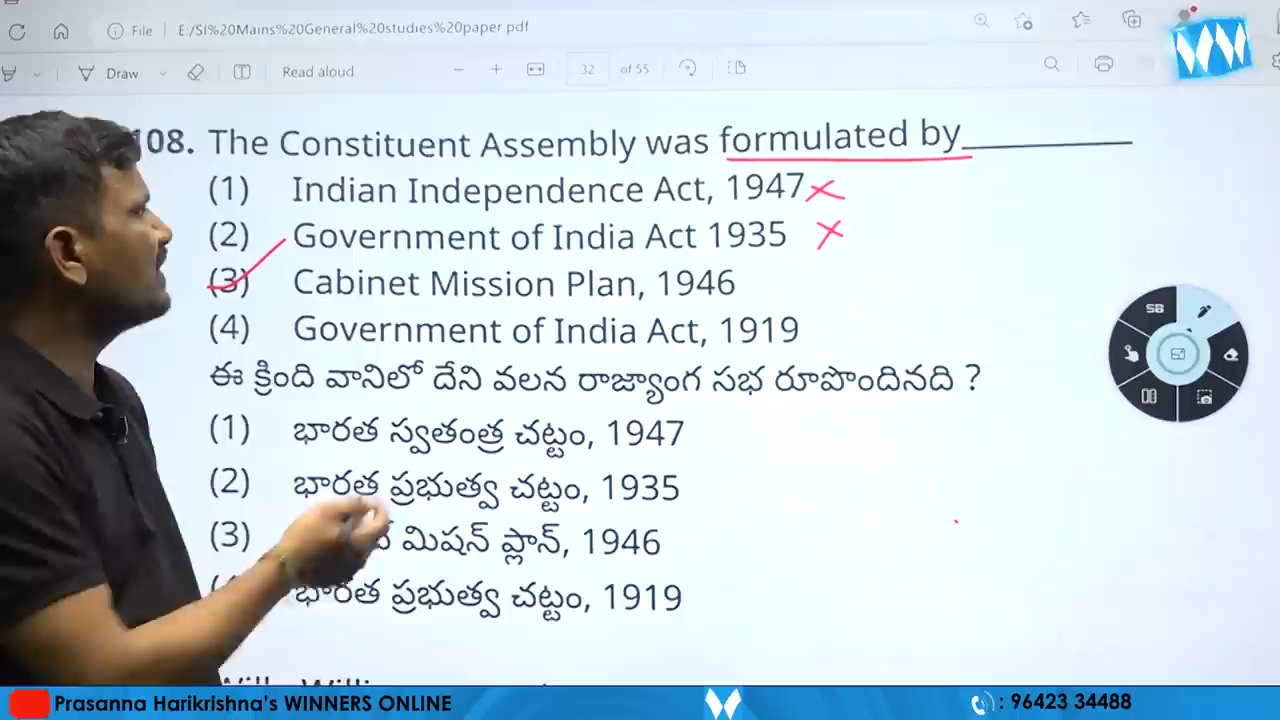 File E:/SI%20Mains%20General%20studies%20paper pdf
Draw Read aloud 32 of 55
108. The Constituent Assembly was formulated by__________
(1) Indian Independence Act, 1947
(2) Government of India Act 1935
(3) Cabinet Mission Plan, 1946
(4) Government of India Act, 1919
ఈ క్రింది వానిలో దేని వలన రాజ్యాంగ సభ రూపొందినది ?
(1) భారత స్వతంత్ర చట్టం, 1947
(2) భారత ప్రభుత్వ చట్టం, 1935
(3) మిషన్ ప్లాన్, 1946
భారత ప్రభుత్వ చట్టం, 1919
SB
Prasanna Harikrishna's WINNERS ONLINE
: 96423 34488